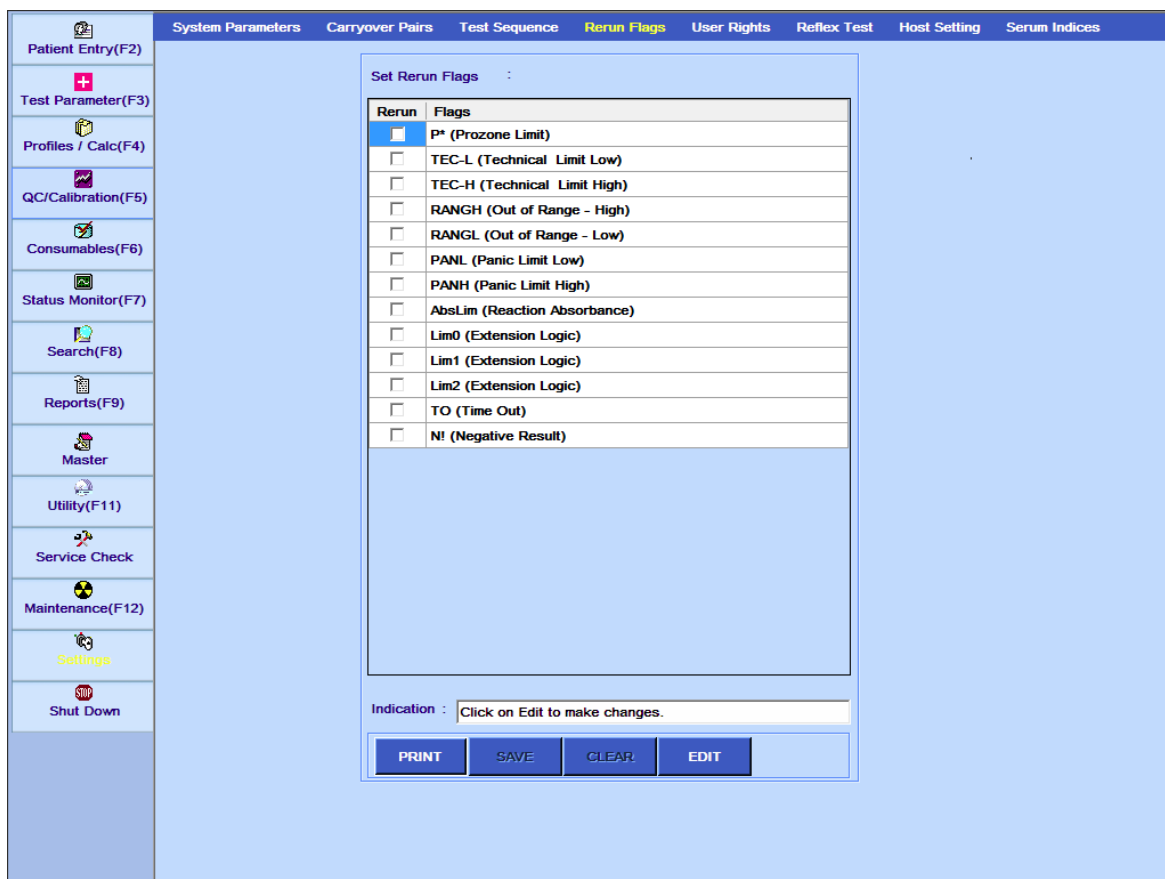 System Parameters Carryover Pairs Test Sequence Rerun Flags User Rights Reflex Test Host Setting Serum Indices
Patient Entry(F2)
Test Parameter(F3)
Profiles / Calc(F4)
QC/Calibration(F5)
Consumables(F6)
Status Monitor(F7)
Search(F8)
Reports(F9)
Master
Utility(F11)
Service Check
Maintenance(F12)
Settings
STOP
Shut Down
Set Rerun Flags :
Rerun Flags
P* (Prozone Limit)
TEC-L (Technical Limit Low)
TEC-H (Technical Limit High)
RANGH (Out of Range - High)
RANGL (Out of Range - Low)
PANL (Panic Limit Low)
PANH (Panic Limit High)
AbsLim (Reaction Absorbance)
Lim0 (Extension Logic)
Lim1 (Extension Logic)
Lim2 (Extension Logic)
TO (Time Out)
N! (Negative Result)
Indication : Click on Edit to make changes.
PRINT SAVE CLEAR EDIT